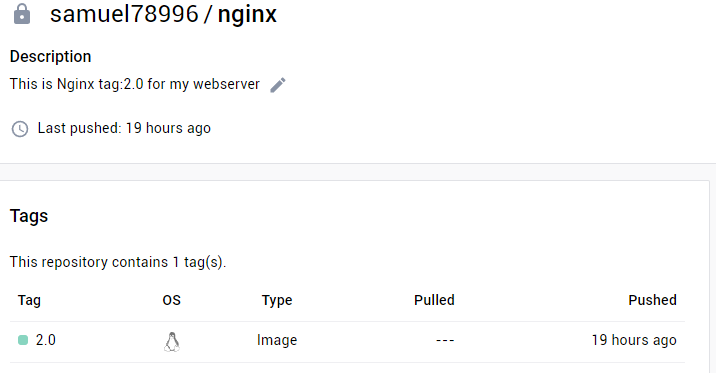 samuel78996 / nginx
Description
This is Nginx tag:2.0 for my webserver
Last pushed: 19 hours ago
Tags
This repository contains 1 tag(s).
Tag OS Type Pulled Pushed
2.0 Image --- 19 hours ago